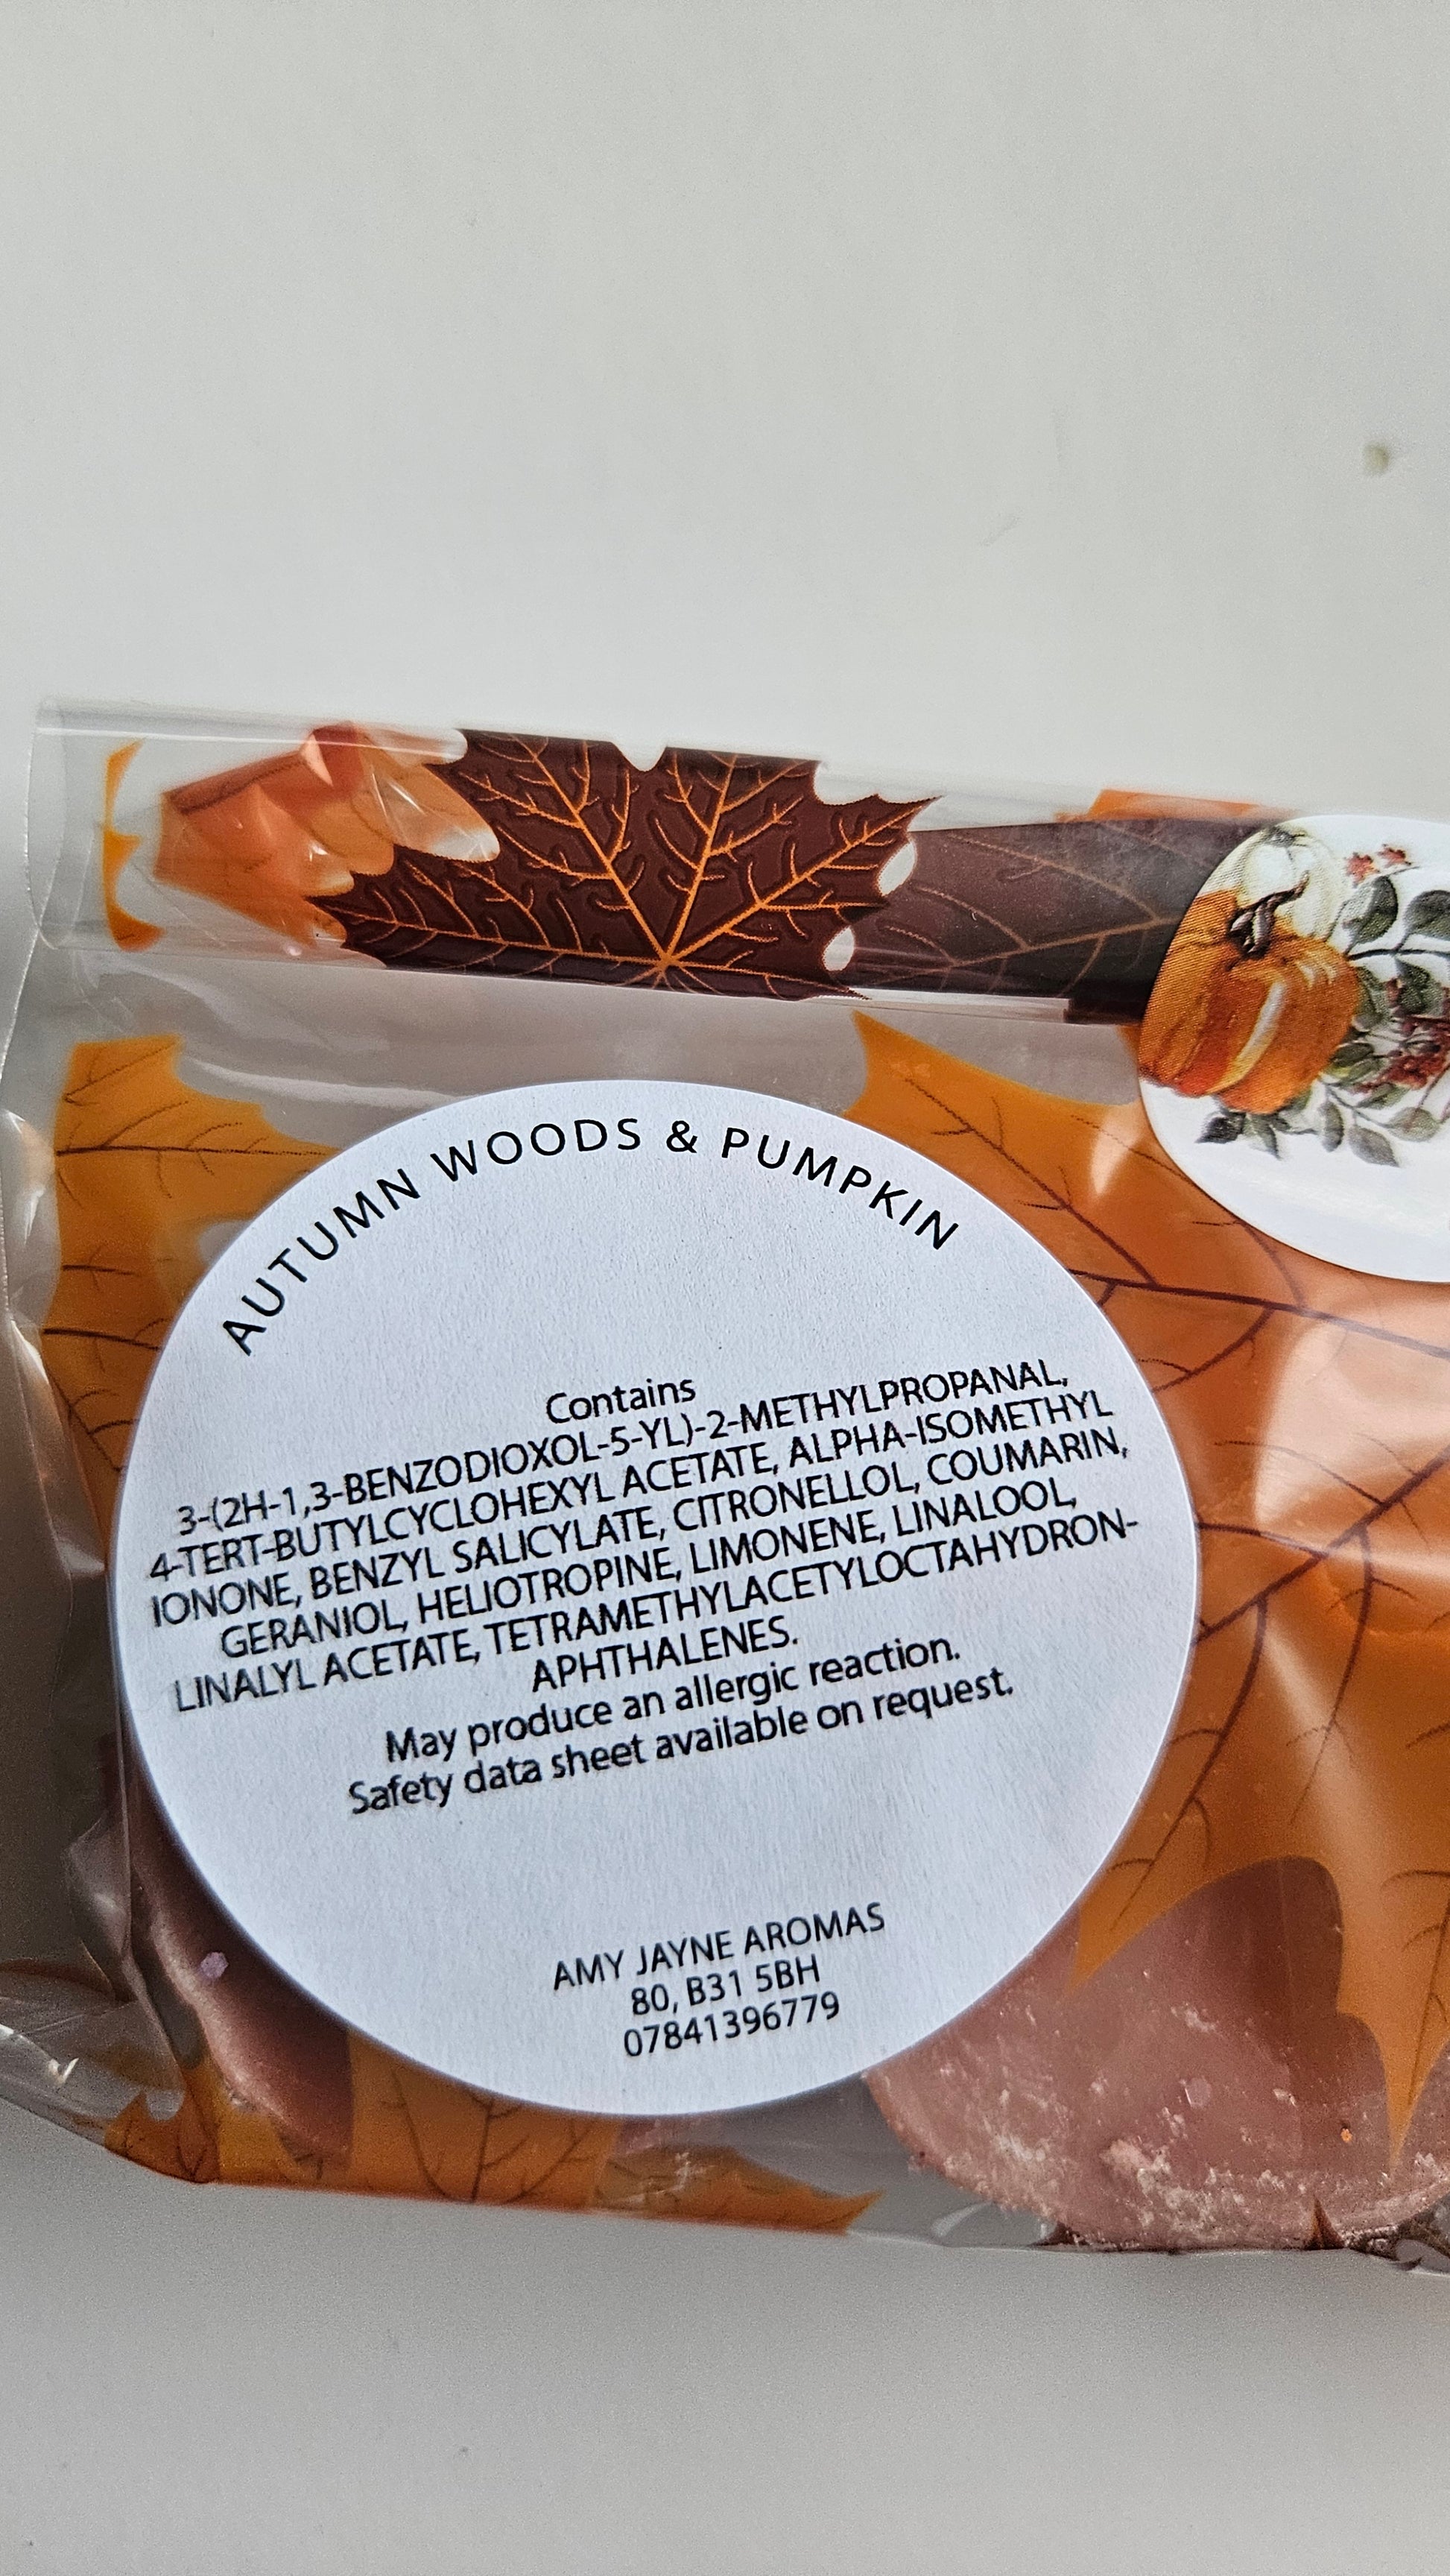 AUTUMN WOODS & PUMPKIN
Contains
3-(2H-1,3-BENZODIOXOL-5-YL)-2-METHYLPROPANAL,
4-TERT-BUTYLCYCLOHEXYL ACETATE, ALPHA-ISOMETHYL
IONONE, BENZYL SALICYLATE, CITRONELLOL, COUMARIN,
GERANIOL, HELIOTROPINE, LIMONENE, LINALOOL,
LINALYL ACETATE, TETRAMETHYLACETYLOCTAHYDRON-
APHTHALENES.
May produce an allergic reaction.
Safety data sheet available on request.
AMY JAYNE AROMAS
80, B31 5BH
07841396779